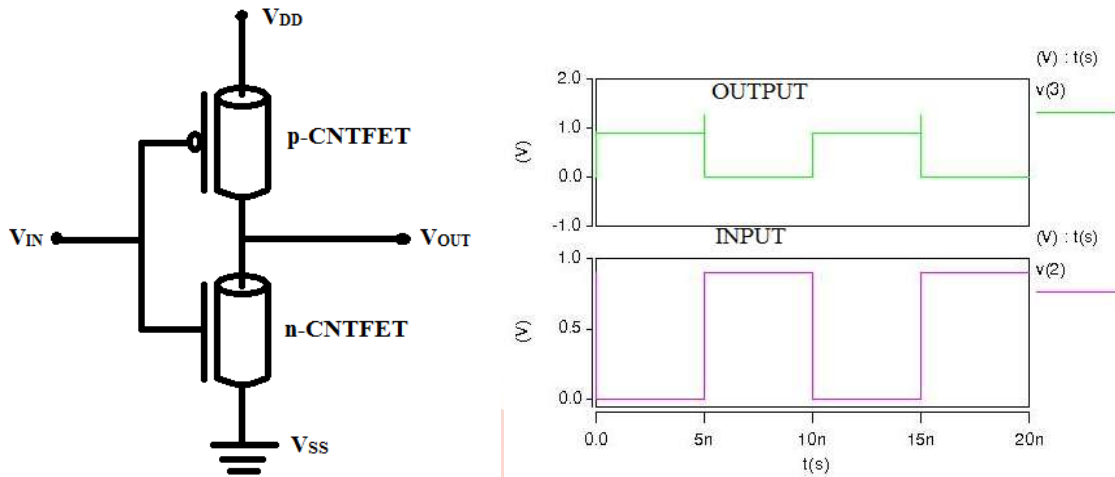 VDD
p-CNTFET
VIN
VOUT
n-CNTFET
VSS
(V) : t(s)
v(3)
OUTPUT
2.0
1.0
0.0
-1.0
(V)
INPUT
(V) : t(s)
v(2)
1.0
0.5
0.0
(V)
0.0 5n 10n 15n 20n
t(s)